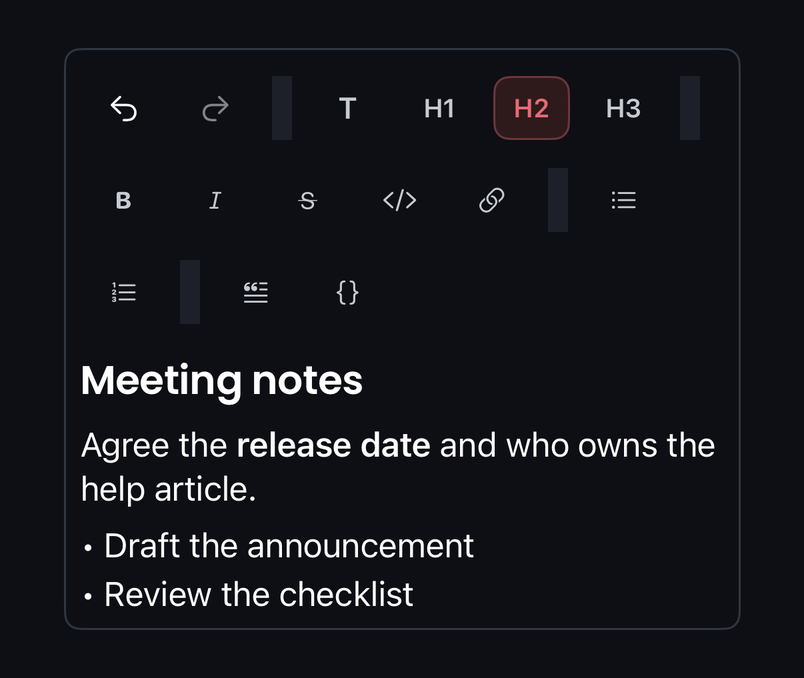 T H1 H2 H3
B I S </>
{}
Meeting notes
Agree the release date and who owns the
help article.
• Draft the announcement
• Review the checklist